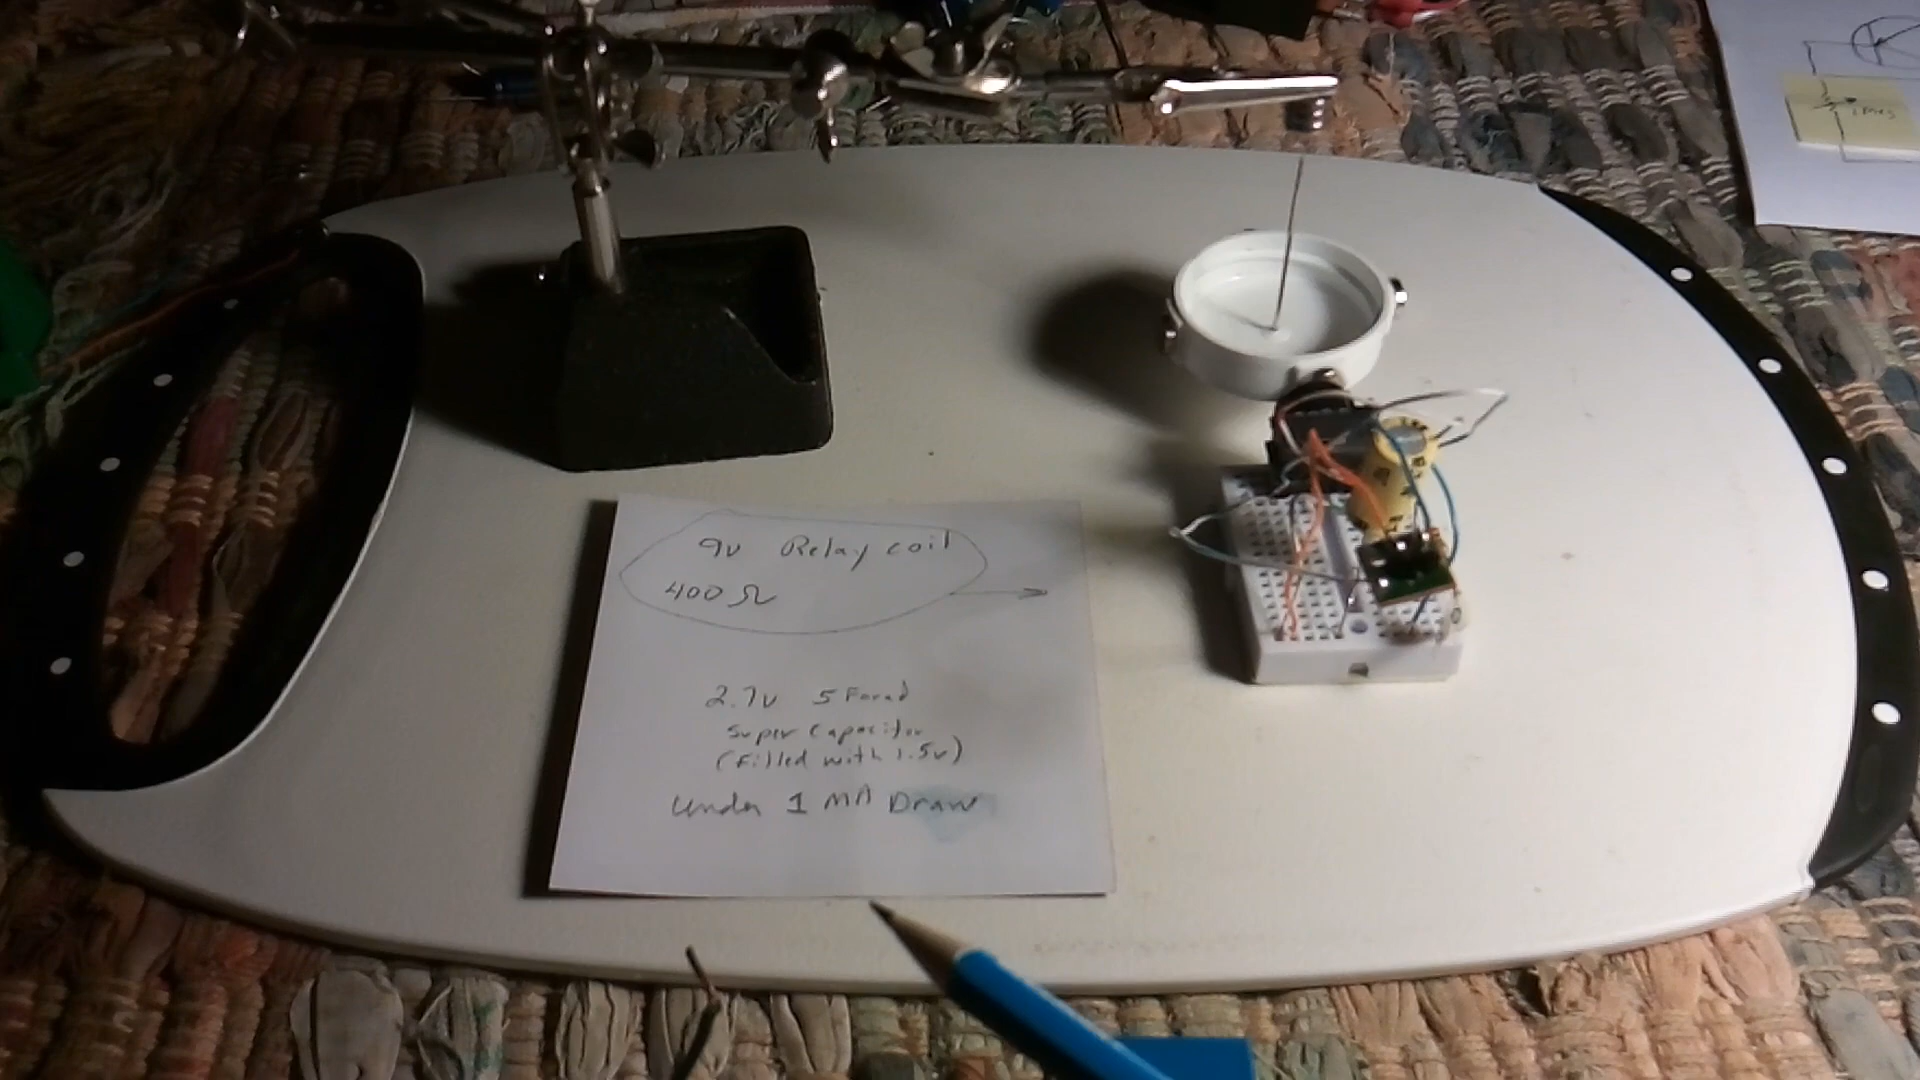 9v Relay coil
400 Ω
2.7v 5 Farad
super Capacitor
(Filled with 1.5v)
Under 1 MA Draw